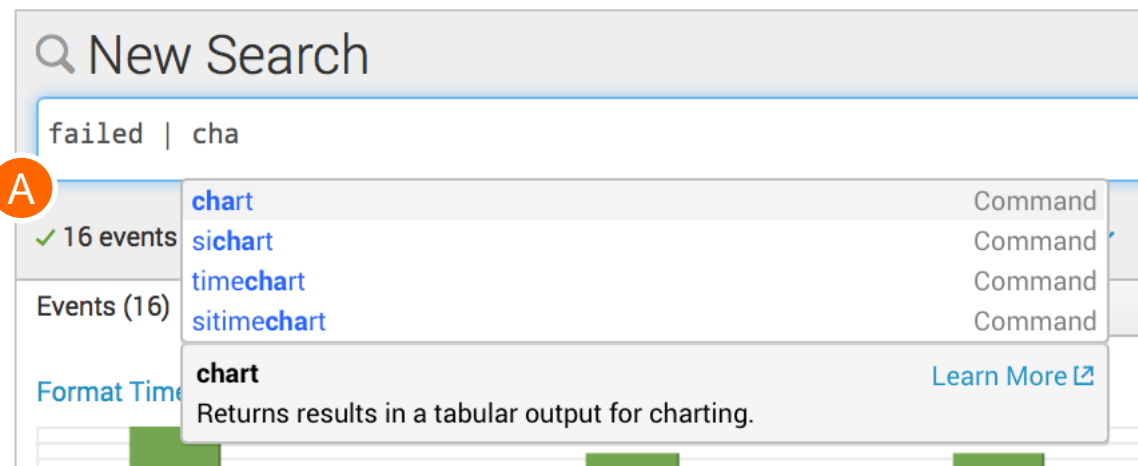 New Search
failed | cha
A
chart Command
16 events
sichart Command
timechart Command
Events (16)
sitimechart Command
chart Learn More
Format Time
Returns results in a tabular output for charting.